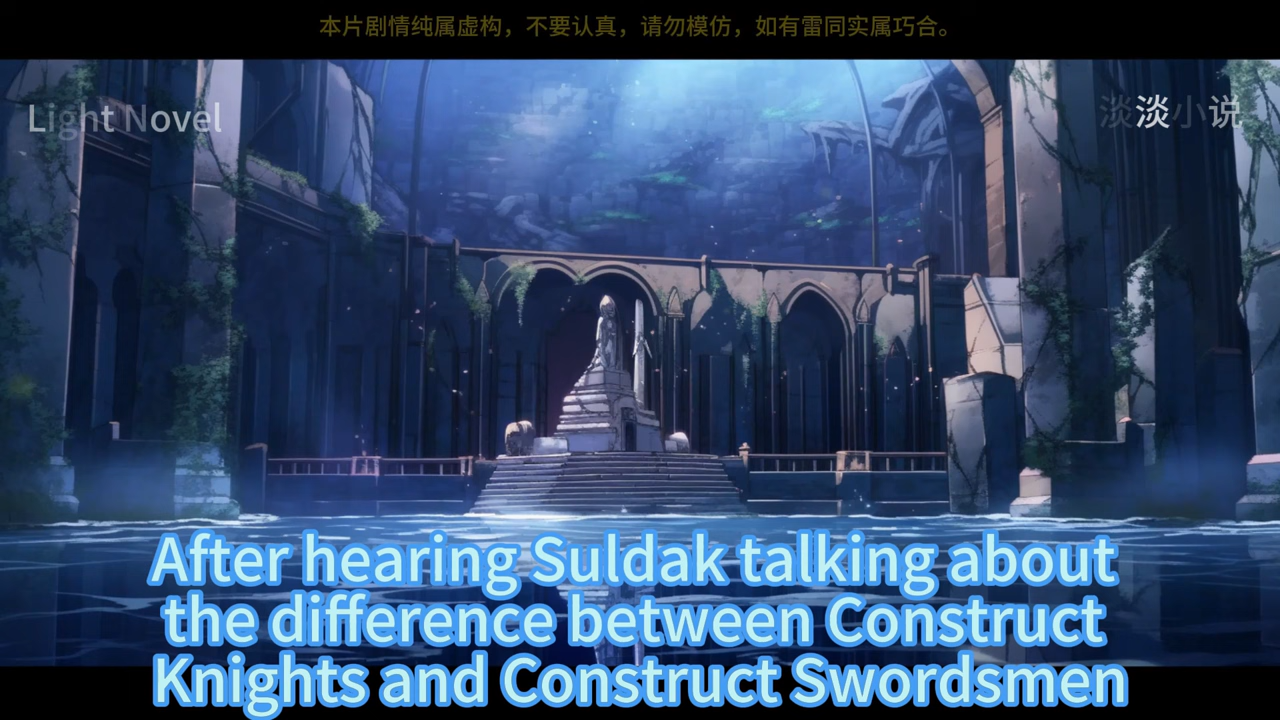 本片剧情纯属虚构，不要认真，请勿模仿，如有雷同实属巧合。
Light Novel
淡淡小说
After hearing Suldak talking about
the difference between Construct
Knights and Construct Swordsmen